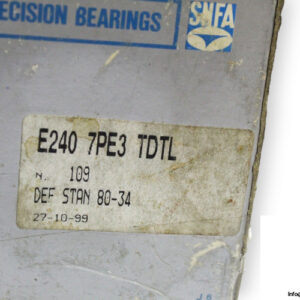 ECISION BEARINGS
SNFA
E240 7PE3 TDTL
N. 109
DEF STAN 80-34
27-10-99